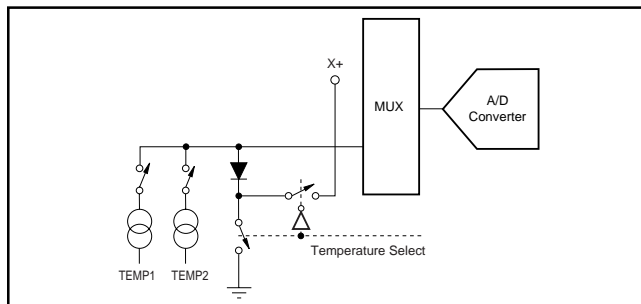 X+
MUX
A/D
Converter
Temperature Select
TEMP1
TEMP2